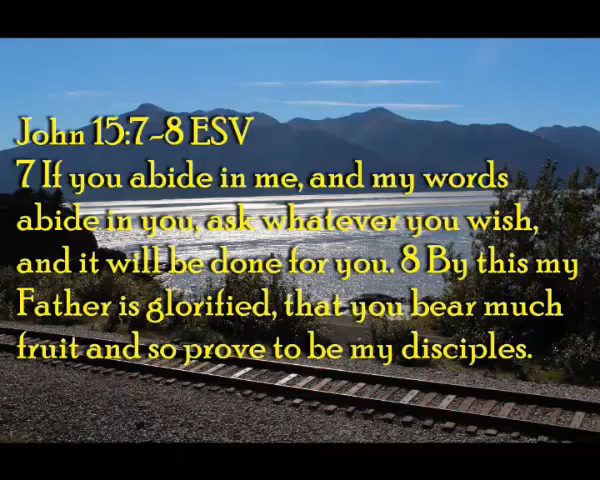 John 15:7-8 ESV
7 If you abide in me, and my words
abide in you, ask whatever you wish,
and it will be done for you. 8 By this my
Father is glorified, that you bear much
fruit and so prove to be my disciples.